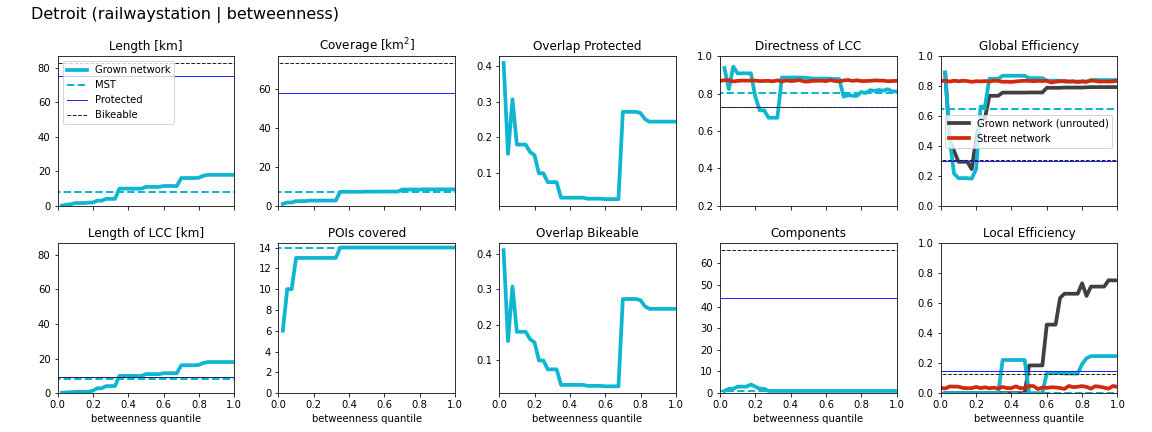 Detroit (railwaystation | betweenness)
Length [km]
Coverage [km²]
Overlap Protected
Directness of LCC
Global Efficiency
80
60
40
20
0
Grown network
MST
Protected
Bikeable
60
40
20
0
0.4
0.3
0.2
0.1
1.0
0.8
0.6
0.4
0.2
1.0
0.8
0.6
0.4
0.2
0.0
Grown network (unrouted)
Street network
Length of LCC [km]
POIs covered
Overlap Bikeable
Components
Local Efficiency
80
60
40
20
0
14
12
10
8
6
4
2
0
0.4
0.3
0.2
0.1
60
50
40
30
20
10
0
1.0
0.8
0.6
0.4
0.2
0.0
0.0 0.2 0.4 0.6 0.8 1.0
0.0 0.2 0.4 0.6 0.8 1.0
0.0 0.2 0.4 0.6 0.8 1.0
0.0 0.2 0.4 0.6 0.8 1.0
0.0 0.2 0.4 0.6 0.8 1.0
betweenness quantile
betweenness quantile
betweenness quantile
betweenness quantile
betweenness quantile